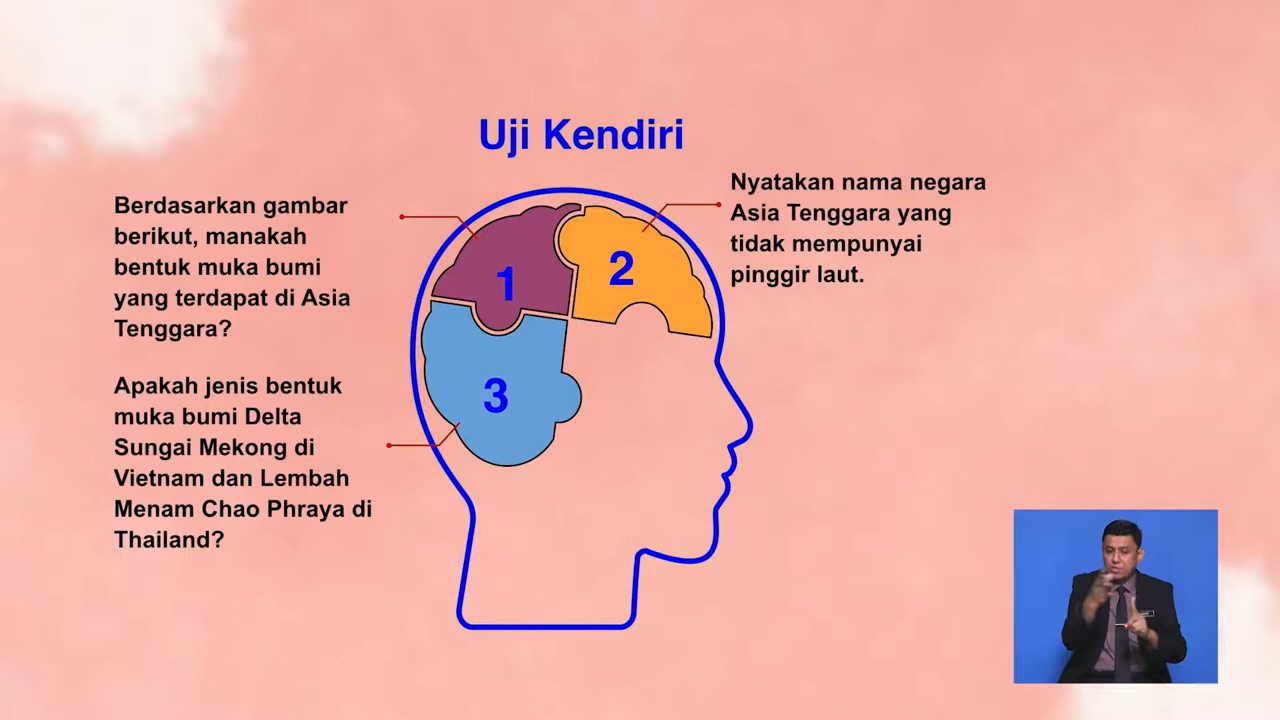 Uji Kendiri
Berdasarkan gambar
berikut, manakah
bentuk muka bumi
yang terdapat di Asia
Tenggara?
1
2
Nyatakan nama negara
Asia Tenggara yang
tidak mempunyai
pinggir laut.
3
Apakah jenis bentuk
muka bumi Delta
Sungai Mekong di
Vietnam dan Lembah
Menam Chao Phraya di
Thailand?